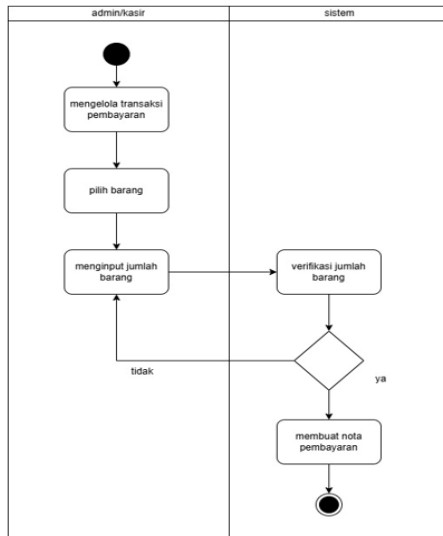 admin/kasir
sistem
mengelola transaksi
pembayaran
pilih barang
menginput jumlah
barang
verifikasi jumlah
barang
tidak
ya
membuat nota
pembayaran